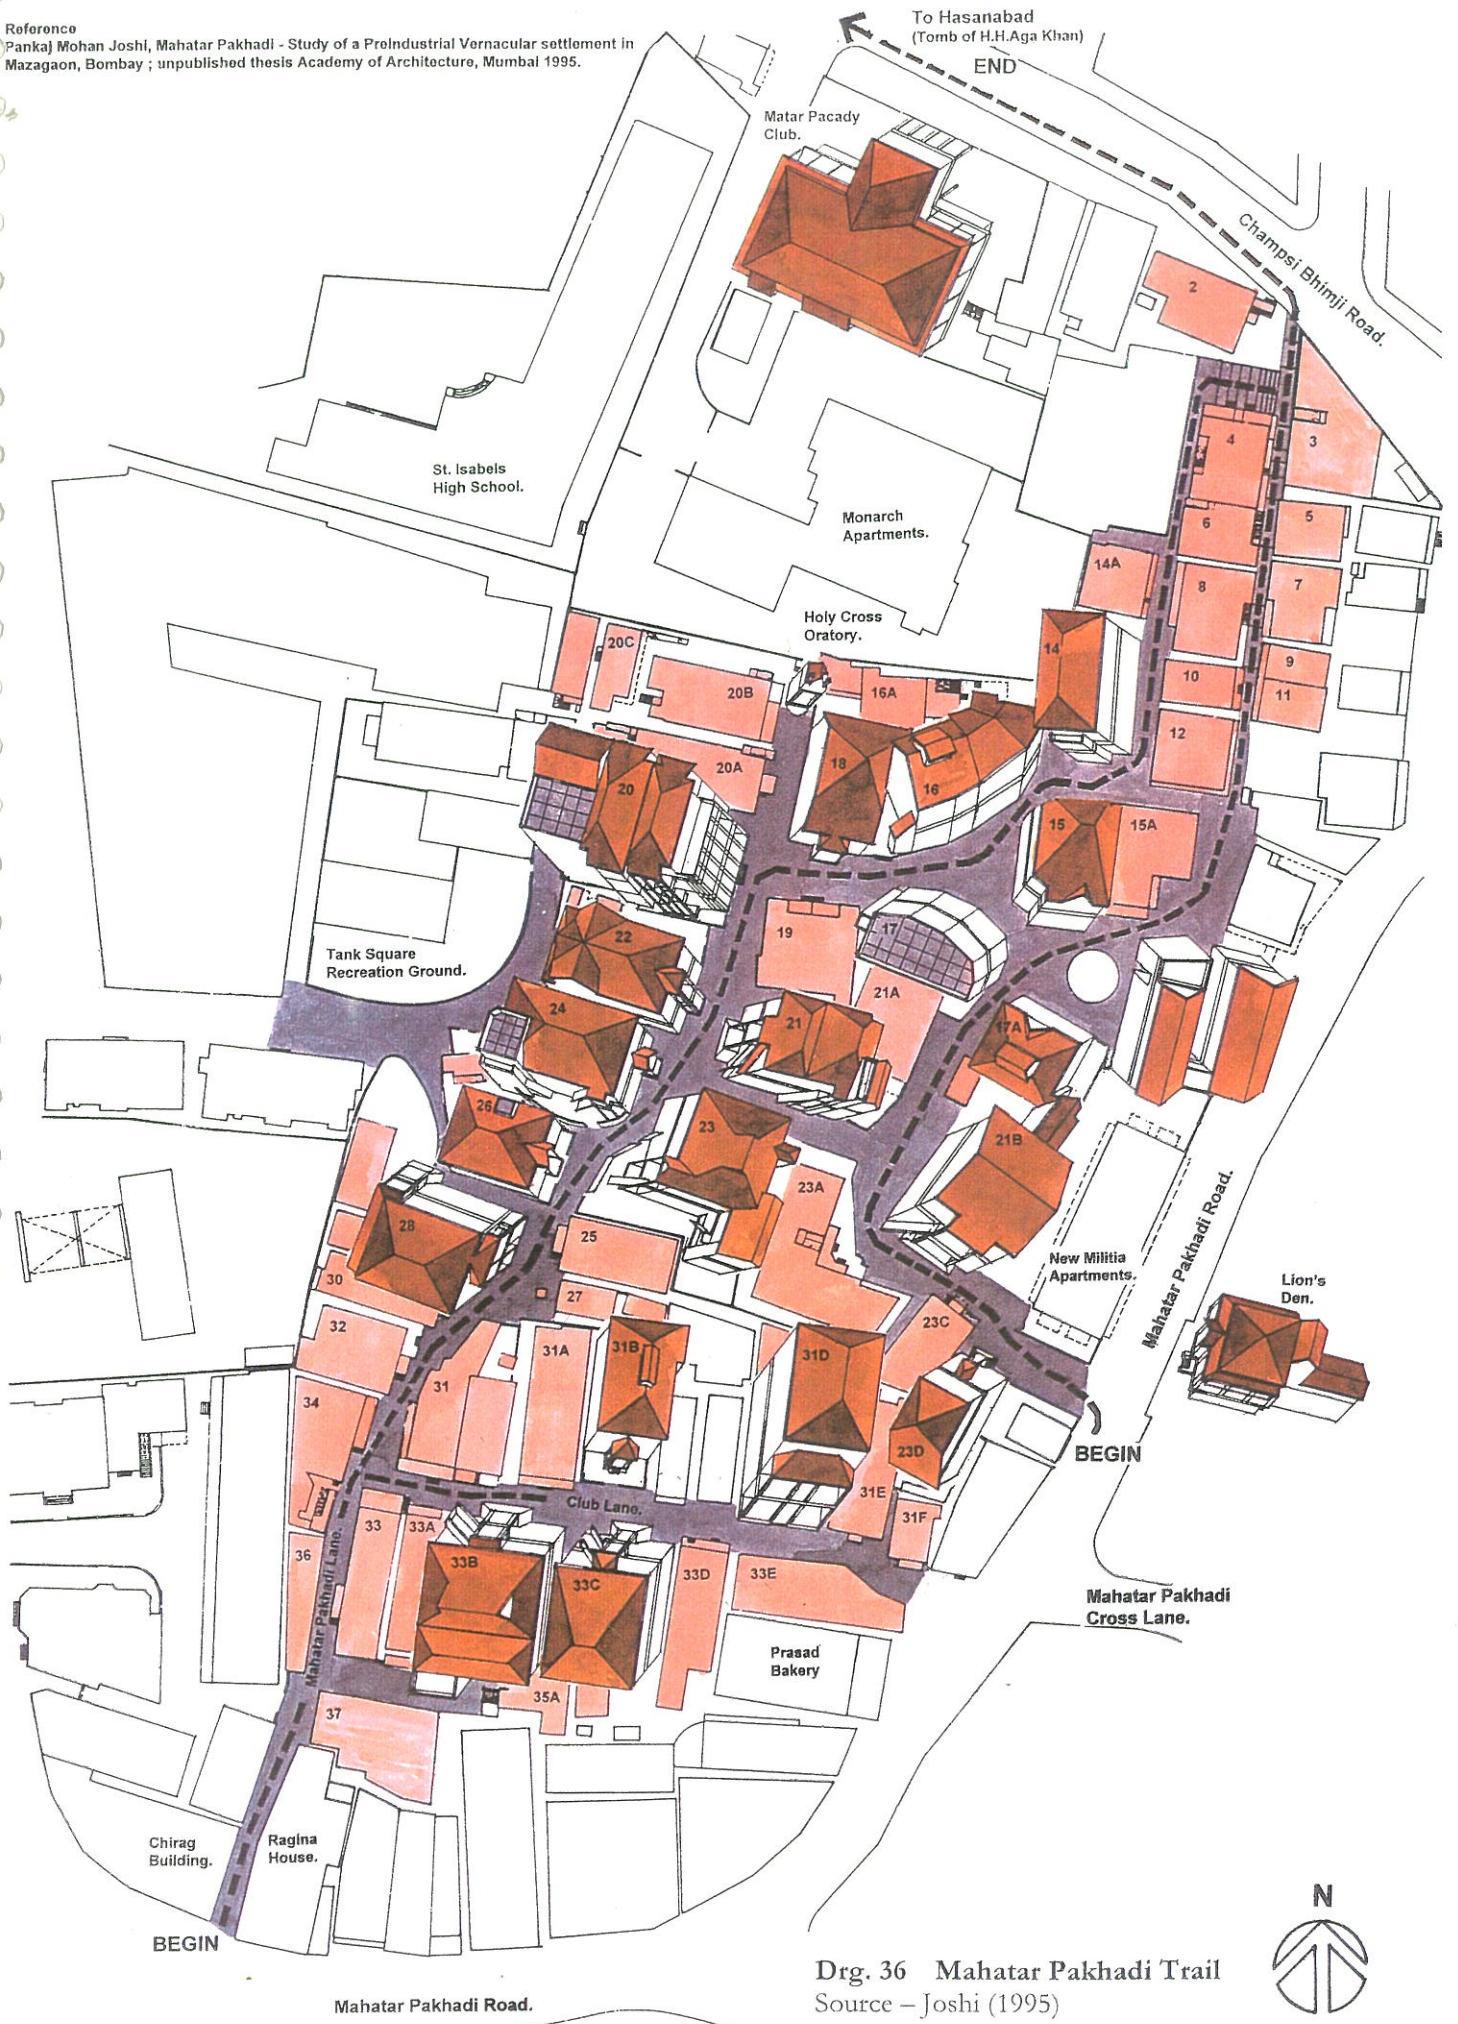 Reference
Pankaj Mohan Joshi, Mahatar Pakhadi - Study of a Preindustrial Vernacular settlement in
Mazagaon, Bombay ; unpublished thesis Academy of Architecture, Mumbai 1995.
To Hasanabad
(Tomb of H.H.Aga Khan)
END
Matar Pacady
Club.
Champsi Bhimji Road.
2
3
4
St. Isabels
High School.
Monarch
Apartments.
6
5
14A
8
7
Holy Cross
Oratory.
20C
14
9
10
11
20B
16A
12
18
20A
16
20
15
15A
22
19
17
Tank Square
Recreation Ground.
21A
24
21
17A
26
23
21B
23A
28
25
New Militia
Apartments.
Mahatar Pakhadi Road.
Lion's
Den.
30
27
32
23C
31A
31B
31D
31
34
23D
BEGIN
31E
Club Lane.
31F
33
33A
36
33B
33C
33D
33E
Mahatar Pakhadi Lane.
Mahatar Pakhadi
Cross Lane.
Prasad
Bakery
35A
37
Chirag
Building.
Ragina
House.
BEGIN
N
Drg. 36 Mahatar Pakhadi Trail
Source – Joshi (1995)
Mahatar Pakhadi Road.